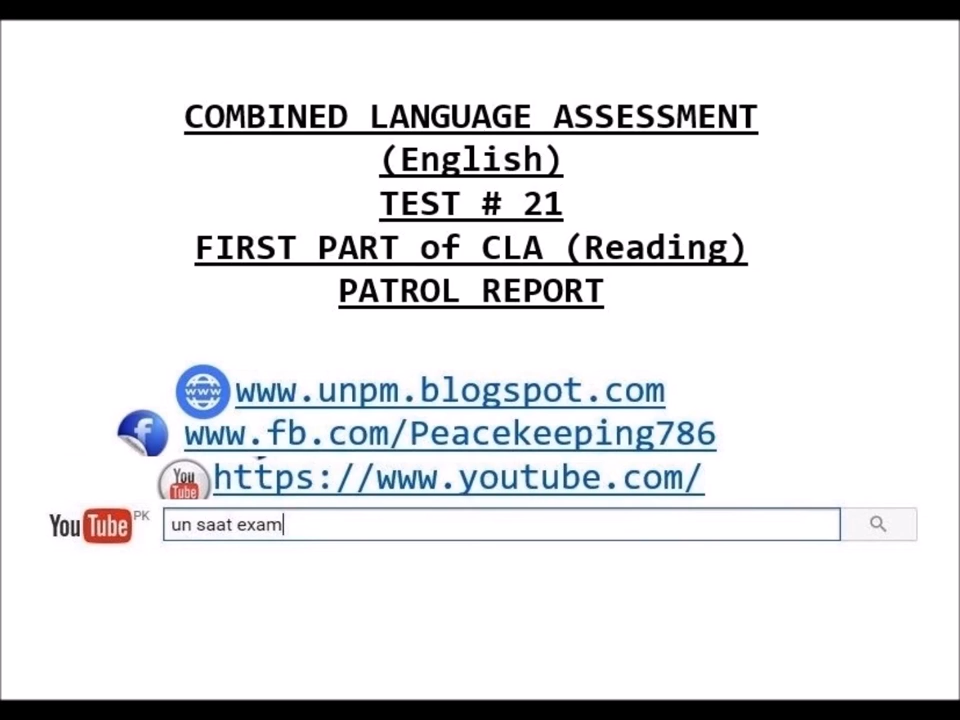 COMBINED LANGUAGE ASSESSMENT
(English)
TEST # 21
FIRST PART of CLA (Reading)
PATROL REPORT
www www.unpm.blogspot.com
f www.fb.com/Peacekeeping786
You Tube https://www.youtube.com/
YouTube PK un saat exam